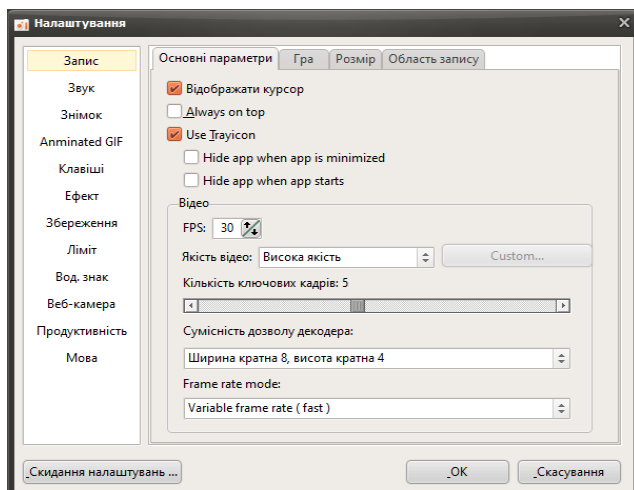 Налаштування
Запис
Звук
Знімок
Anminated GIF
Клавіші
Ефект
Збереження
Ліміт
Вод. знак
Веб-камера
Продуктивність
Мова
Основні параметри Гра Розмір Область запису
Відображати курсор
Always on top
Use Trayicon
Hide app when app is minimized
Hide app when app starts
Відео
FPS: 30
Якість відео: Висока якість Custom...
Кількість ключових кадрів: 5
Сумісність дозволу декодера:
Ширина кратна 8, висота кратна 4
Frame rate mode:
Variable frame rate ( fast )
_Скидання налаштувань ... _OK _Скасування